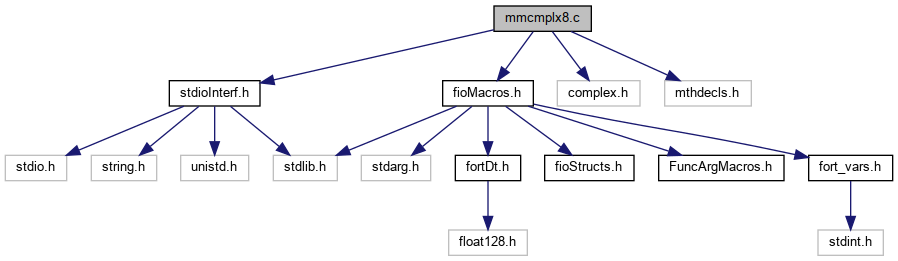 mmcmplx8.c
stdioInterf.h
fioMacros.h
complex.h
mthdecls.h
stdio.h
string.h
unistd.h
stdlib.h
stdarg.h
fortDt.h
fioStructs.h
FuncArgMacros.h
fort_vars.h
float128.h
stdint.h